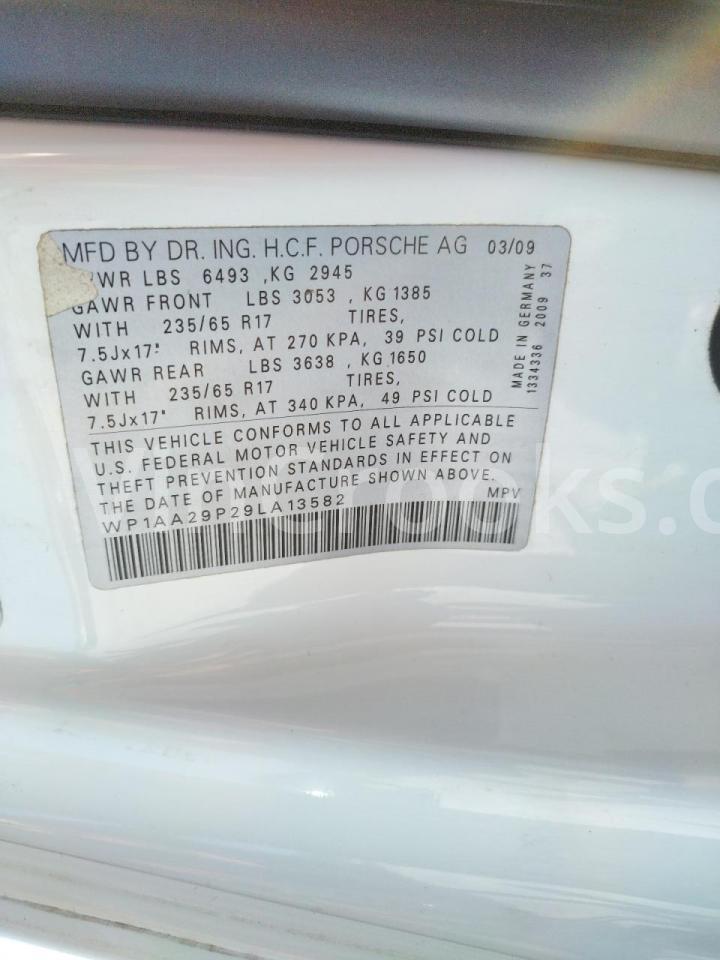 MFD BY DR. ING. H.C.F. PORSCHE AG 03/09
WR LBS 6493 ,KG 2945
GAWR FRONT LBS 3053 , KG 1385
WITH 235/65 R17 TIRES,
7.5Jx17" RIMS, AT 270 KPA, 39 PSI COLD
GAWR REAR LBS 3638 , KG 1650
WITH 235/65 R17 TIRES,
7.5Jx17" RIMS, AT 340 KPA, 49 PSI COLD
THIS VEHICLE CONFORMS TO ALL APPLICABLE
U.S. FEDERAL MOTOR VEHICLE SAFETY AND
THEFT PREVENTION STANDARDS IN EFFECT ON
THE DATE OF MANUFACTURE SHOWN ABOVE.
WP1AA29P29LA13582 MPV
MADE IN GERMANY
1334336 2009 37